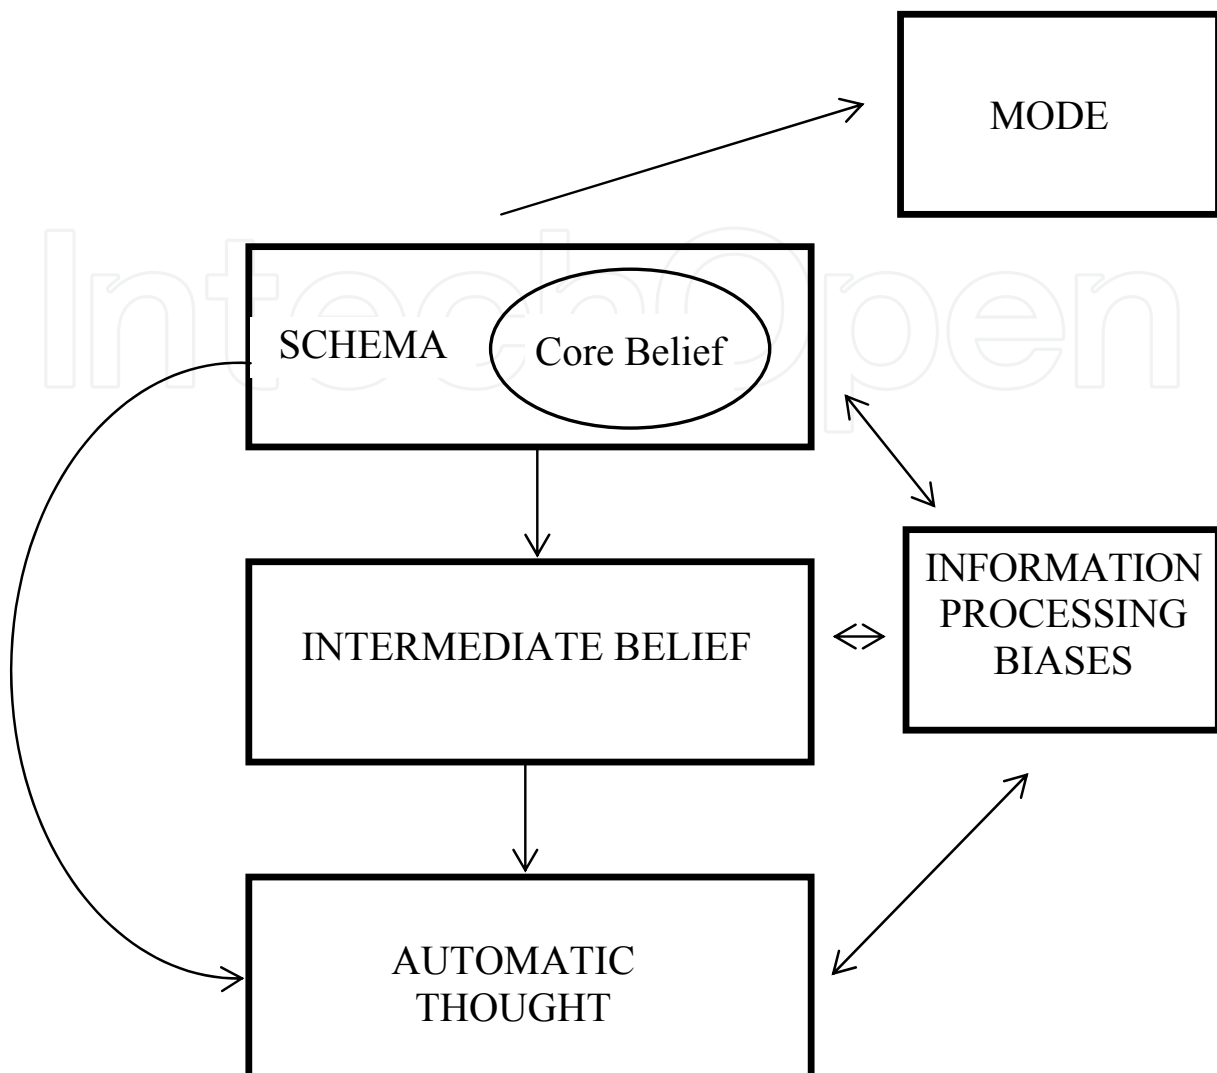 MODE
IntechOpen
SCHEMA
Core Belief
INFORMATION
PROCESSING
BIASES
INTERMEDIATE BELIEF
AUTOMATIC
THOUGHT